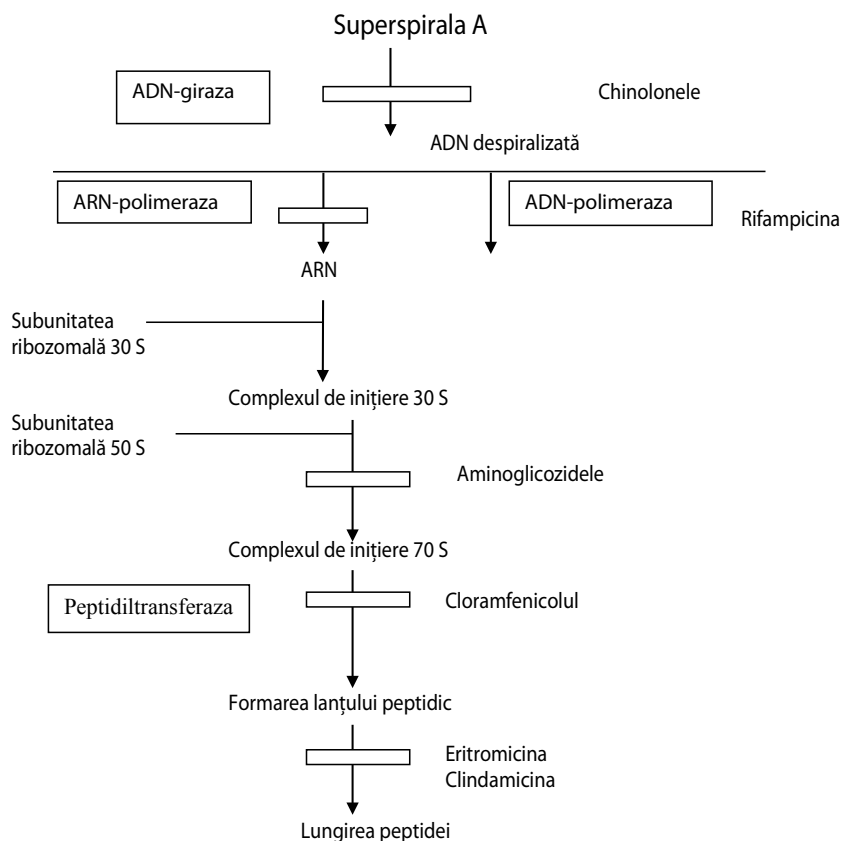 Superspirala A
ADN-giraza
Chinolonele
ADN despiralizată
ARN-polimeraza
ADN-polimeraza
Rifampicina
ARN
Subunitatea
ribozomală 30 S
Complexul de inițiere 30 S
Subunitatea
ribozomală 50 S
Aminoglicozidele
Complexul de inițiere 70 S
Peptidiltransferaza
Cloramfenicolul
Formarea lanțului peptidic
Eritromicina
Clindamicina
Lungirea peptidei